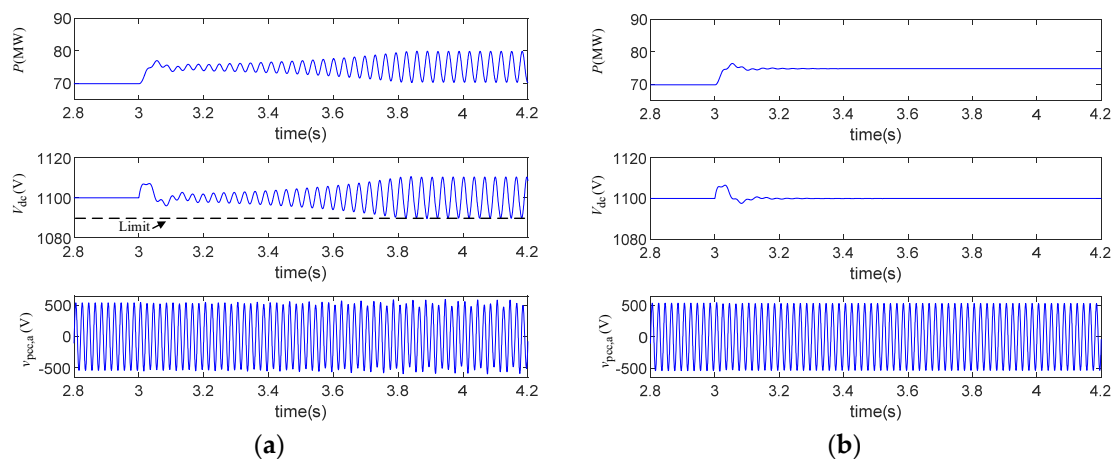 90
80
70
P(MW)
2.8 3 3.2 3.4 3.6 3.8 4 4.2
time(s)
1120
1100
1080
Vdc(V)
Limit
2.8 3 3.2 3.4 3.6 3.8 4 4.2
time(s)
500
0
-500
vpcc,a(V)
2.8 3 3.2 3.4 3.6 3.8 4 4.2
time(s)
(a)
90
80
70
P(MW)
2.8 3 3.2 3.4 3.6 3.8 4 4.2
time(s)
1120
1100
1080
Vdc(V)
2.8 3 3.2 3.4 3.6 3.8 4 4.2
time(s)
500
0
-500
vpcc,a(V)
2.8 3 3.2 3.4 3.6 3.8 4 4.2
time(s)
(b)